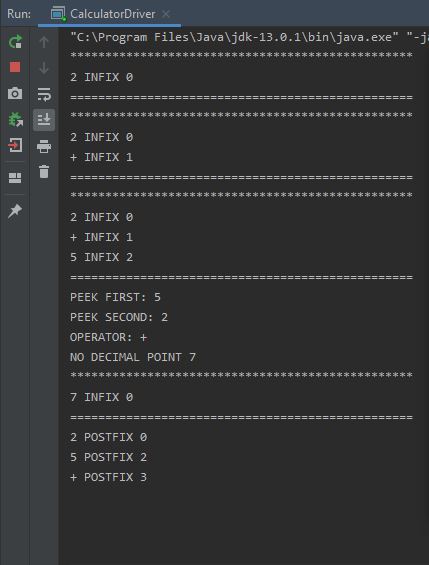 Run: CalculatorDriver ×
"C:\Program Files\Java\jdk-13.0.1\bin\java.exe" "-ja
*************************************************
2 INFIX 0
=================================================
*************************************************
2 INFIX 0
+ INFIX 1
=================================================
*************************************************
2 INFIX 0
+ INFIX 1
5 INFIX 2
=================================================
PEEK FIRST: 5
PEEK SECOND: 2
OPERATOR: +
NO DECIMAL POINT 7
*************************************************
7 INFIX 0
=================================================
2 POSTFIX 0
5 POSTFIX 2
+ POSTFIX 3